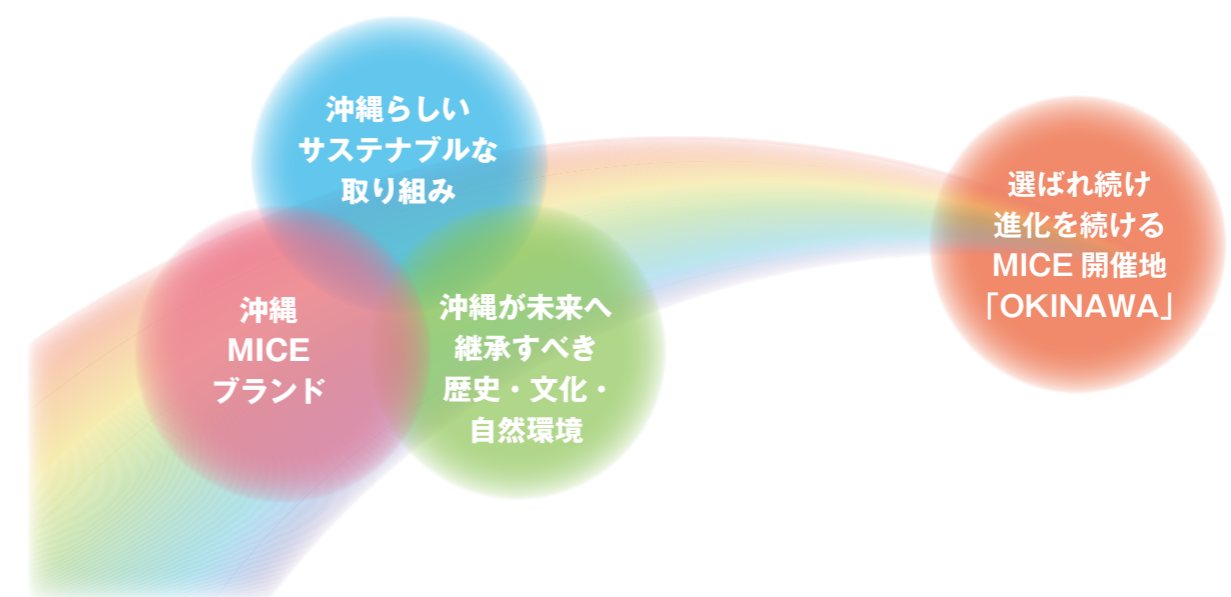 沖縄らしい
サステナブルな
取り組み
沖縄
MICE
ブランド
沖縄が未来へ
継承すべき
歴史・文化・
自然環境
選ばれ続け
進化を続ける
MICE 開催地
「OKINAWA」